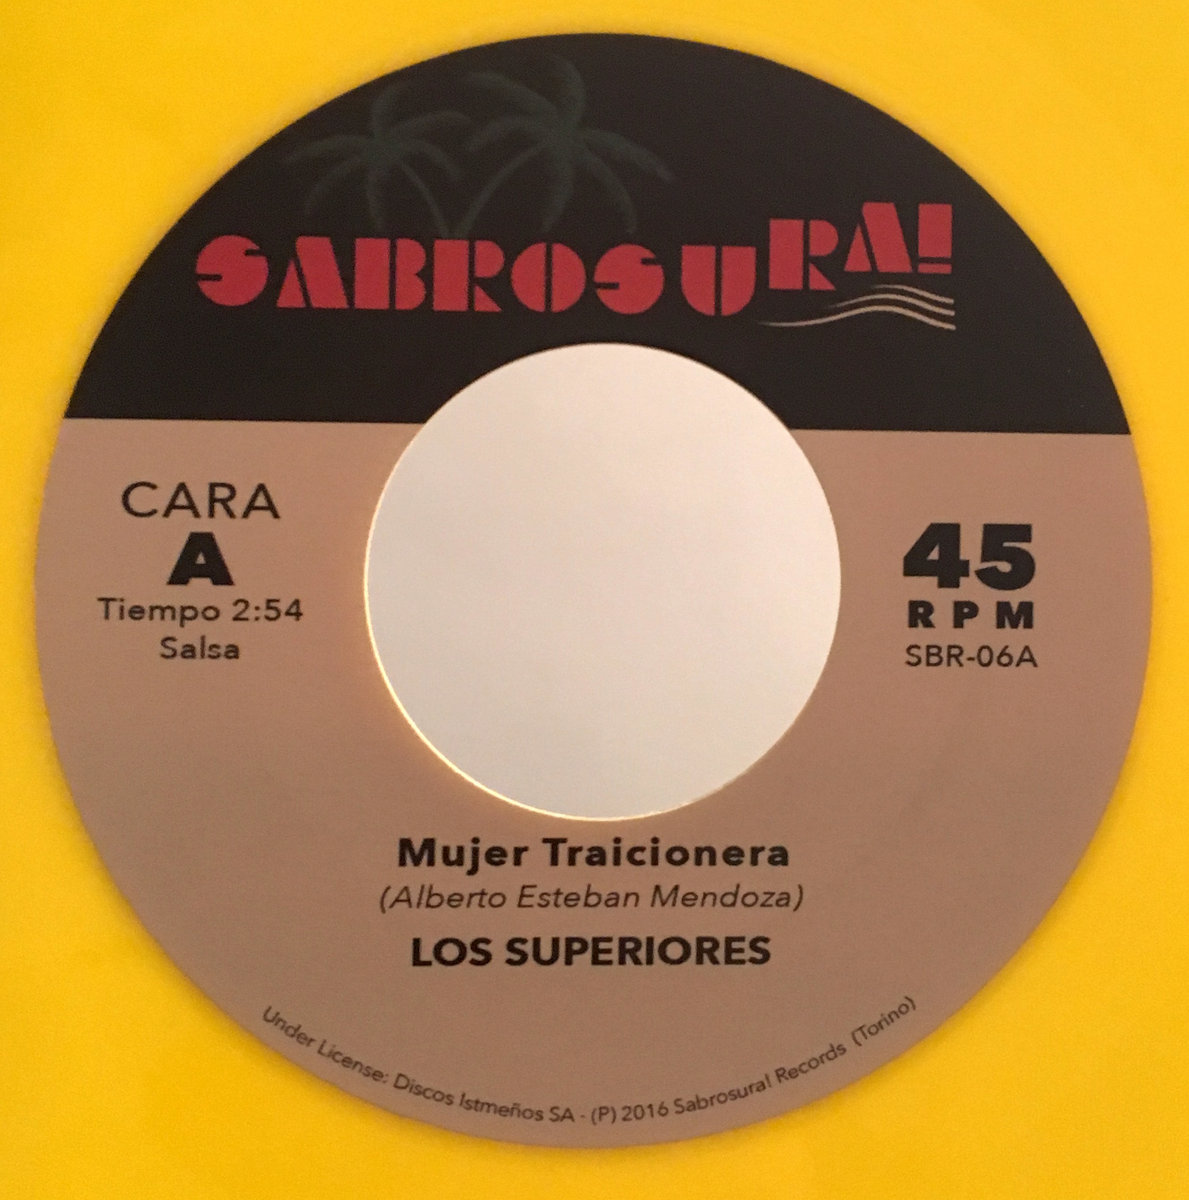 SABROSURA!
CARA
A
Tiempo 2:54
Salsa
45
RPM
SBR-06A
Mujer Traicionera
(Alberto Esteban Mendoza)
LOS SUPERIORES
Under License: Discos Istmeños SA - (P) 2016 Sabrosura! Records (Torino)